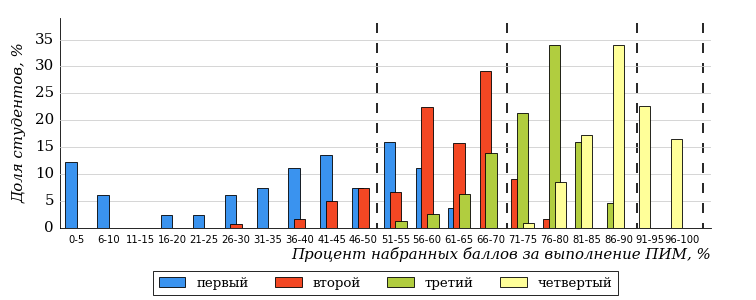 Доля студентов, %
35
30
25
20
15
10
5
0
0-5 6-10 11-15 16-20 21-25 26-30 31-35 36-40 41-45 46-50 51-55 56-60 61-65 66-70 71-75 76-80 81-85 86-90 91-95 96-100
Процент набранных баллов за выполнение ПИМ, %
первый второй третий четвертый